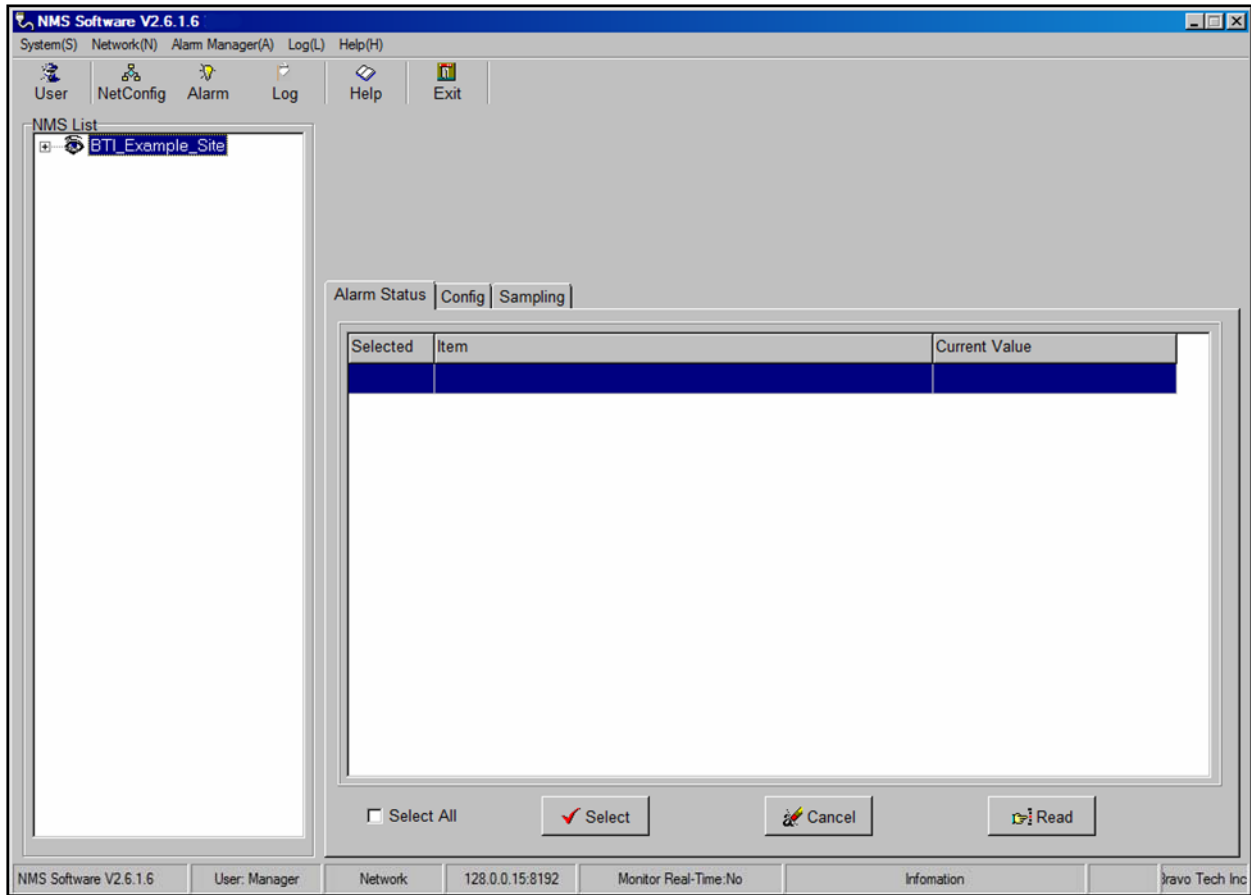 NMS Software V2.6.1.6
System(S) Network(N) Alarm Manager(A) Log(L) Help(H)
User NetConfig Alarm Log Help Exit
NMS List
BTI_Example_Site
Alarm Status Config Sampling
Selected Item Current Value
Select All Select Cancel Read
NMS Software V2.6.1.6 User: Manager Network 128.0.0.15:8192 Monitor Real-Time:No Infomation Bravo Tech Inc